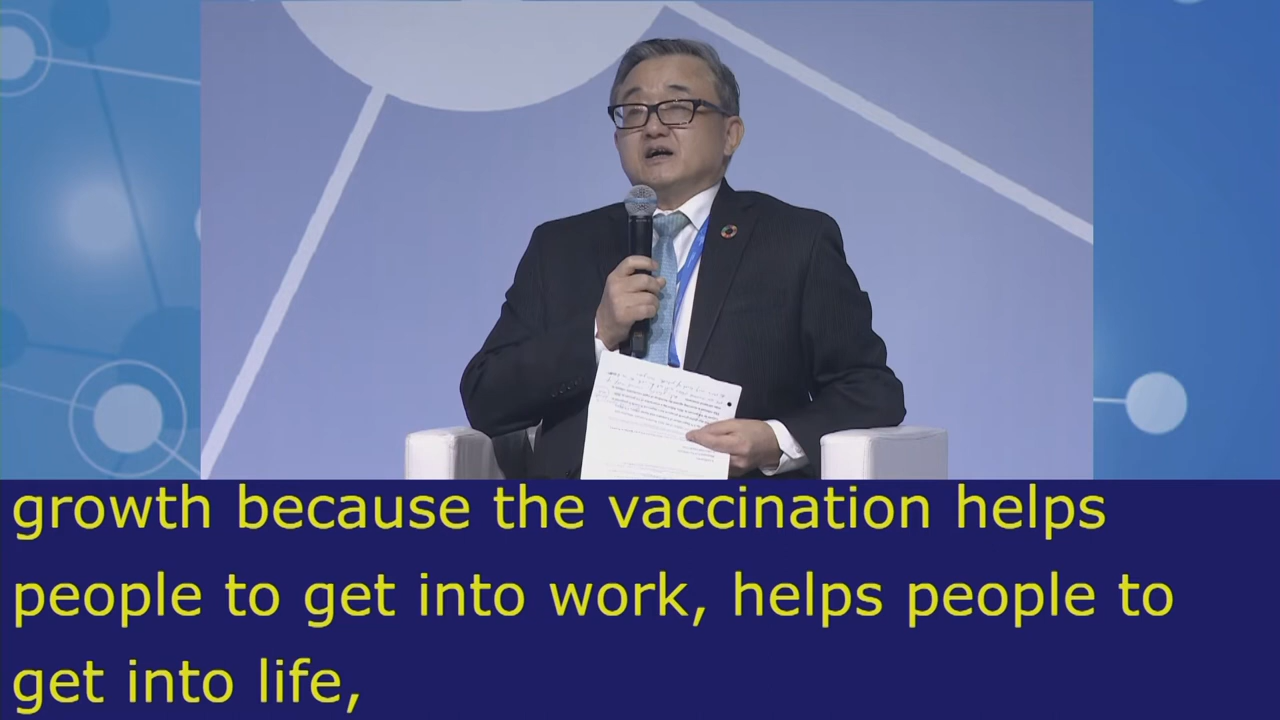 growth because the vaccination helps
people to get into work, helps people to
get into life,